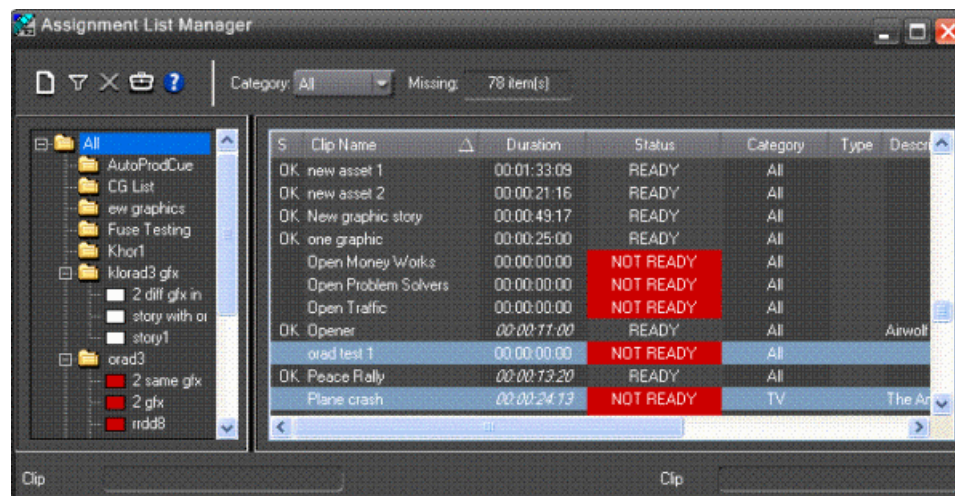 Assignment List Manager
Category: All Missing: 78 item(s)
All
AutoProdCue
CG List
ew graphics
Fuse Testing
Khor1
klorad3 gfx
2 diff gfx in
story with
story1
orad3
2 same gfx
2 gfx
rrdd8
S Clip Name Duration Status Category Type Descri
OK new asset 1 00:01:33:09 READY All
OK new asset 2 00:00:21:16 READY All
OK New graphic story 00:00:49:17 READY All
OK one graphic 00:00:25:00 READY All
Open Money Works 00:00:00:00 NOT READY All
Open Problem Solvers 00:00:00:00 NOT READY All
Open Traffic 00:00:00:00 NOT READY All
OK Opener 00:00:11:00 READY All Airwolf
orad test 1 00:00:00:00 NOT READY All
OK Peace Rally 00:00:13:20 READY All
Plane crash 00:00:24:13 NOT READY TV The Ar
Clip Clip